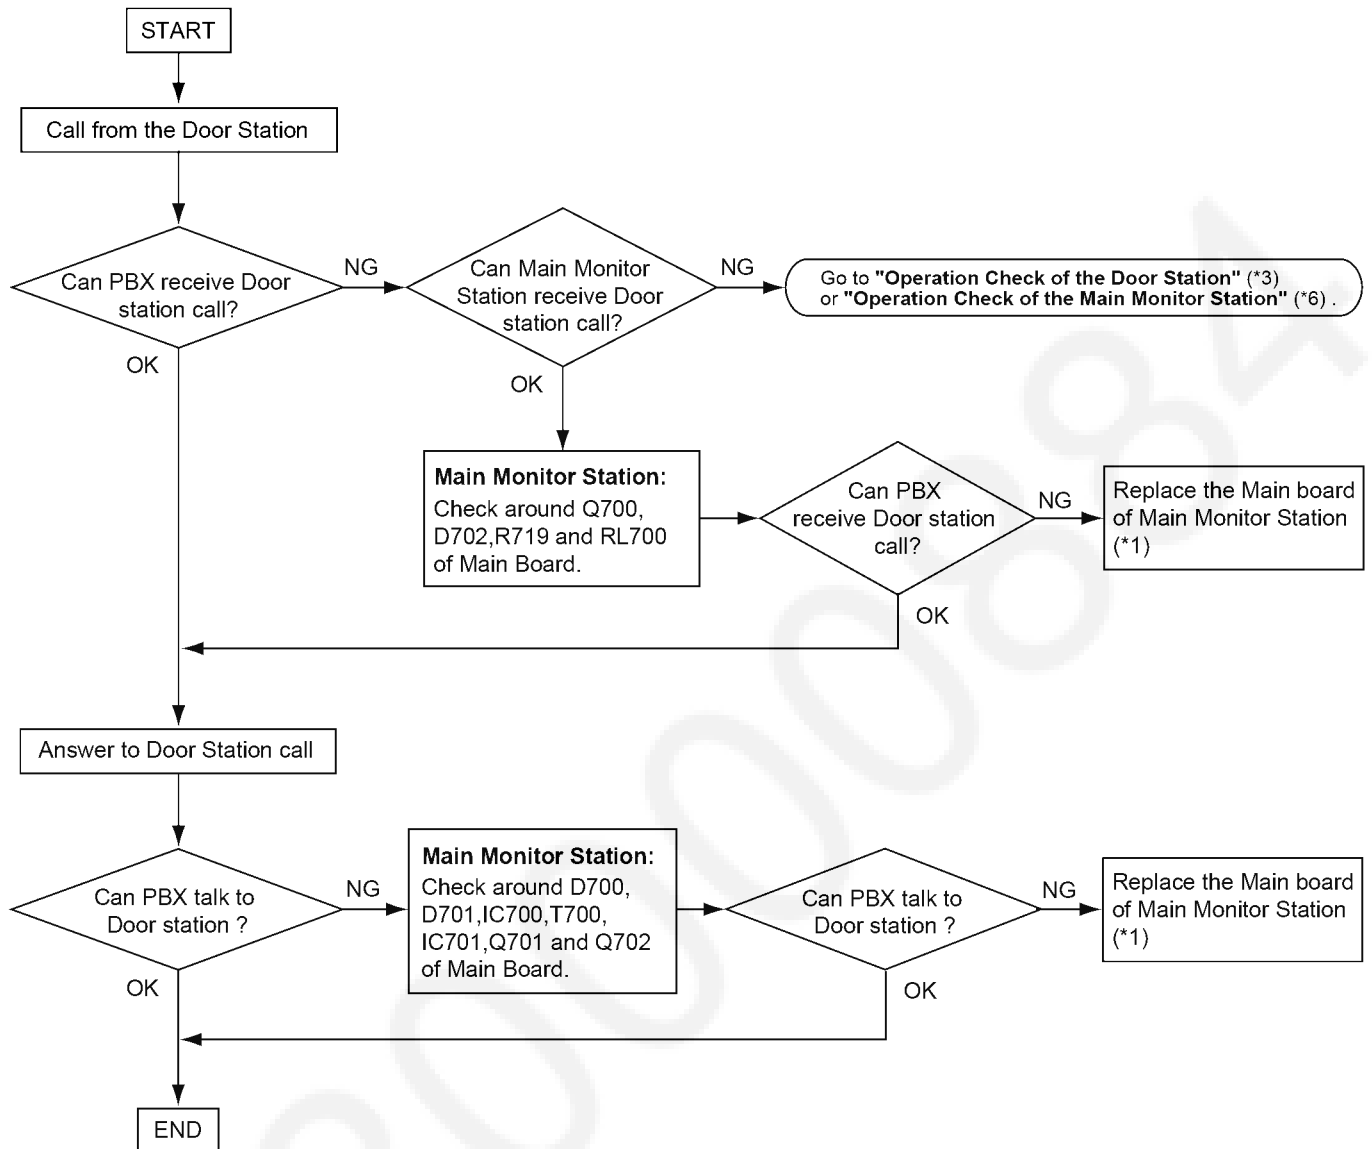 START
Call from the Door Station
Can PBX receive Door
station call?
NG
OK
Can Main Monitor
Station receive Door
station call?
NG
OK
Go to "Operation Check of the Door Station" (*3)
or "Operation Check of the Main Monitor Station" (*6) .
Main Monitor Station:
Check around Q700,
D702,R719 and RL700
of Main Board.
Can PBX
receive Door station
call?
NG
OK
Replace the Main board
of Main Monitor Station
(*1)
Answer to Door Station call
Can PBX talk to
Door station ?
NG
OK
Main Monitor Station:
Check around D700,
D701,IC700,T700,
IC701,Q701 and Q702
of Main Board.
Can PBX talk to
Door station ?
NG
OK
Replace the Main board
of Main Monitor Station
(*1)
END